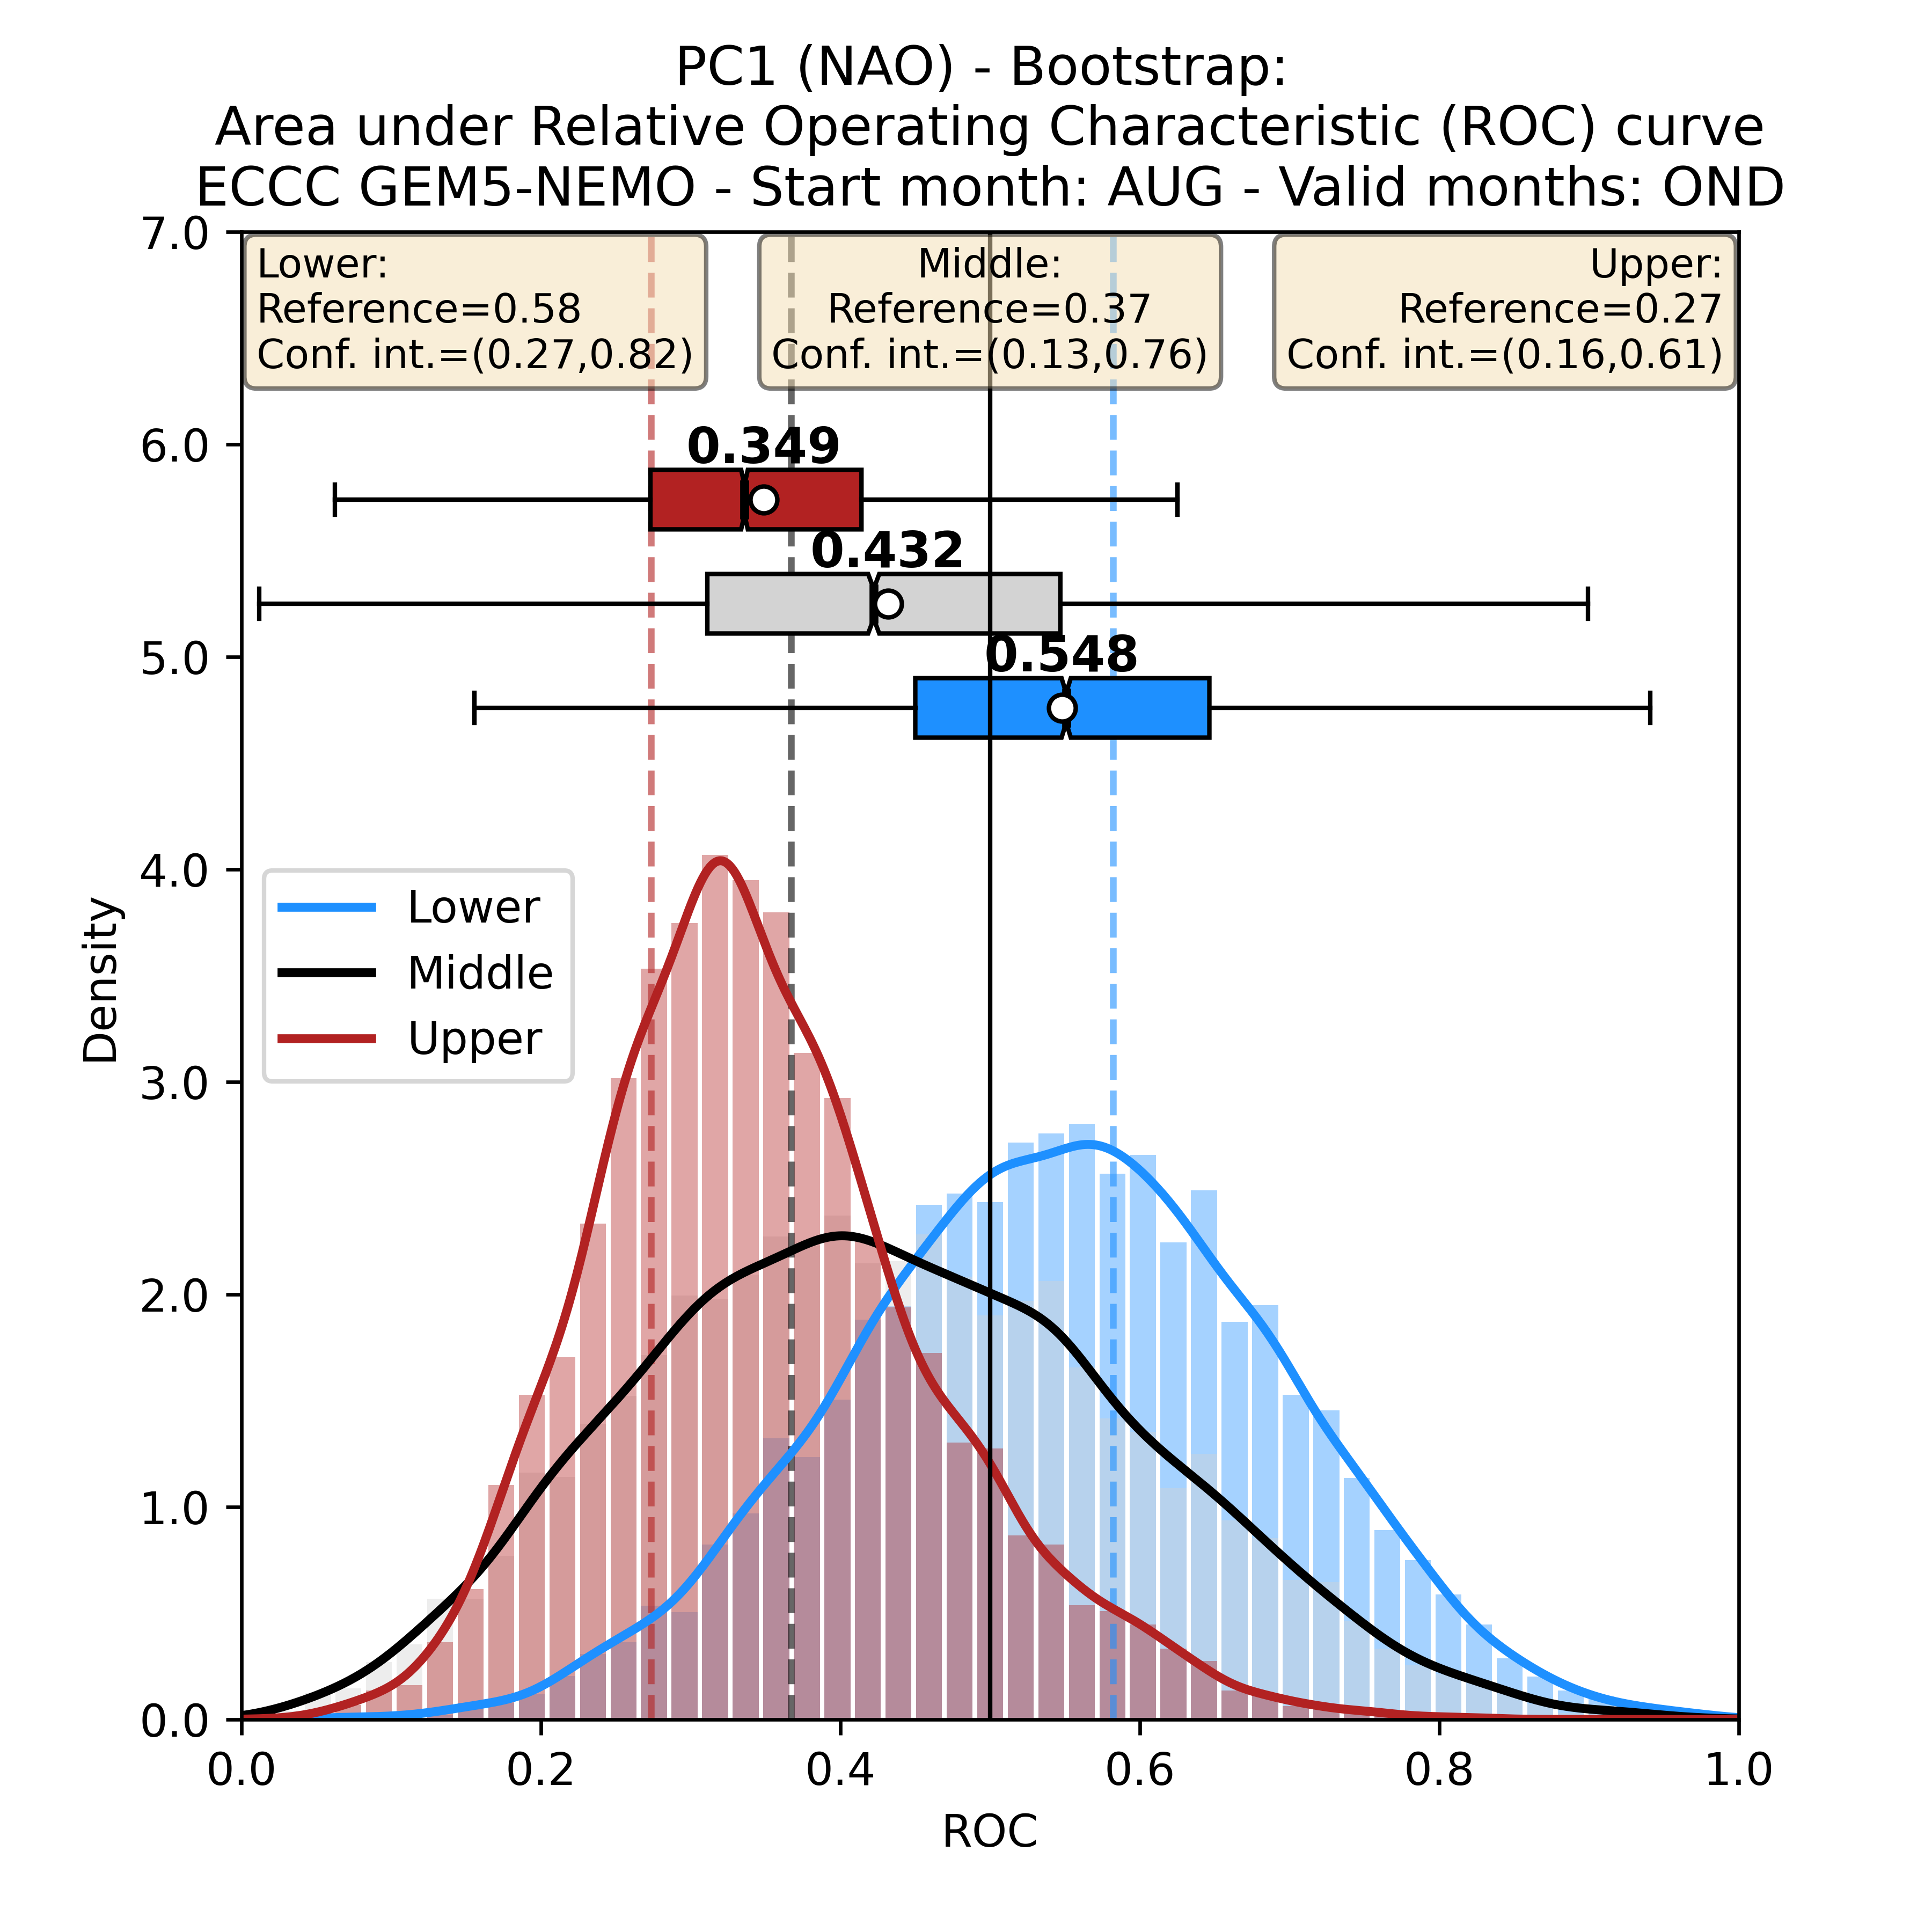 PC1 (NAO) - Bootstrap:
Area under Relative Operating Characteristic (ROC) curve
ECCC GEM5-NEMO - Start month: AUG - Valid months: OND
Lower:
Reference=0.58
Conf. int.=(0.27,0.82)
Middle:
Reference=0.37
Conf. int.=(0.13,0.76)
Upper:
Reference=0.27
Conf. int.=(0.16,0.61)
0.349
0.432
0.548
Lower
Middle
Upper
Density
7.0
6.0
5.0
4.0
3.0
2.0
1.0
0.0
0.0 0.2 0.4 0.6 0.8 1.0
ROC